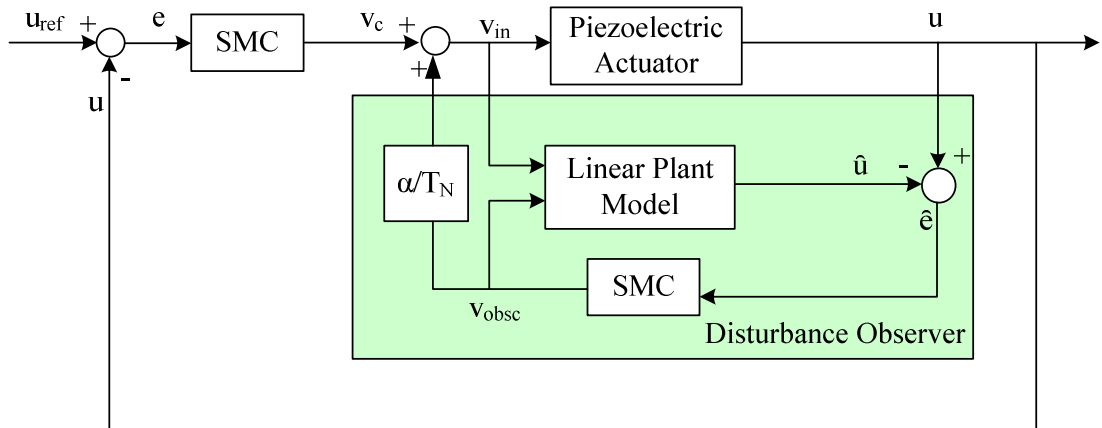 u_ref
+
e
SMC
v_c
+
v_in
Piezoelectric
Actuator
u
-
u
+
α/T_N
Linear Plant
Model
û
-
+
ê
SMC
v_obsc
Disturbance Observer